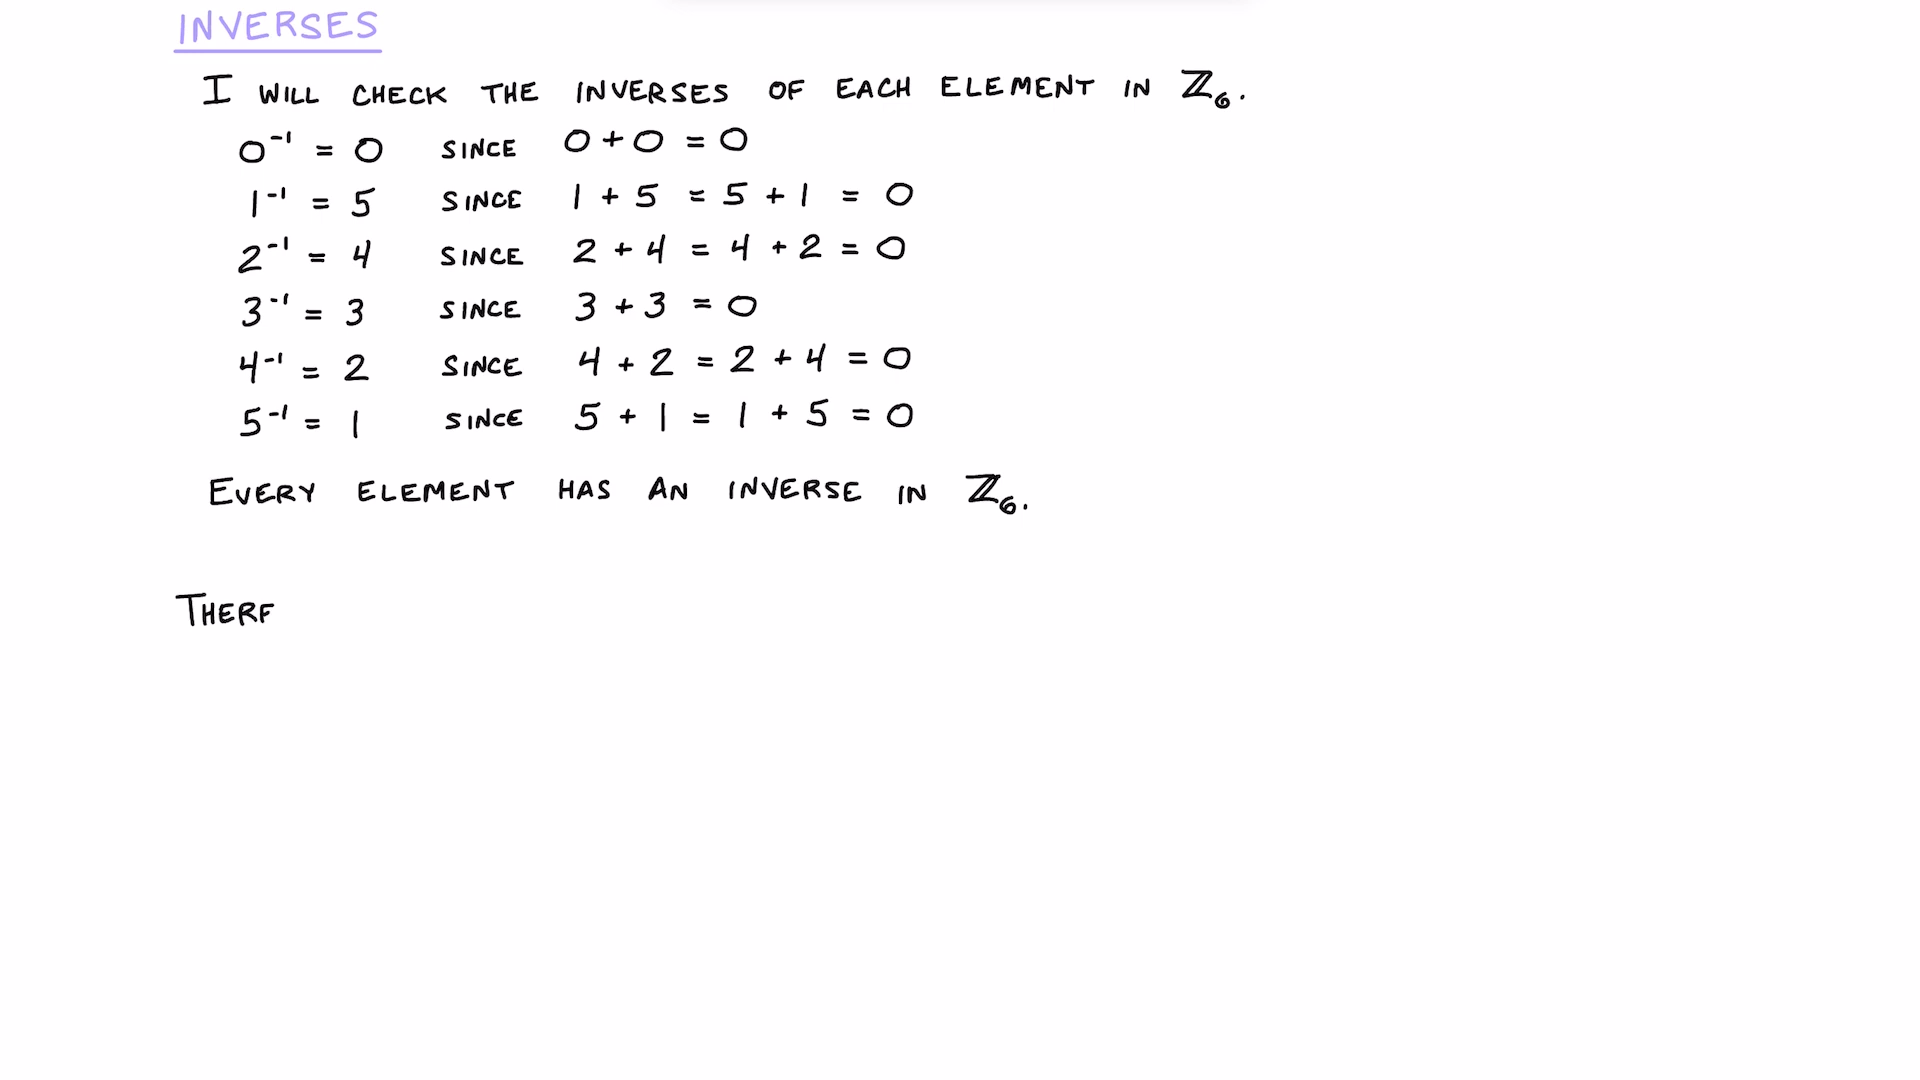 INVERSES
I WILL CHECK THE INVERSES OF EACH ELEMENT IN ℤ₆.
0⁻¹ = 0 SINCE 0 + 0 = 0
1⁻¹ = 5 SINCE 1 + 5 = 5 + 1 = 0
2⁻¹ = 4 SINCE 2 + 4 = 4 + 2 = 0
3⁻¹ = 3 SINCE 3 + 3 = 0
4⁻¹ = 2 SINCE 4 + 2 = 2 + 4 = 0
5⁻¹ = 1 SINCE 5 + 1 = 1 + 5 = 0
EVERY ELEMENT HAS AN INVERSE IN ℤ₆.
THERF